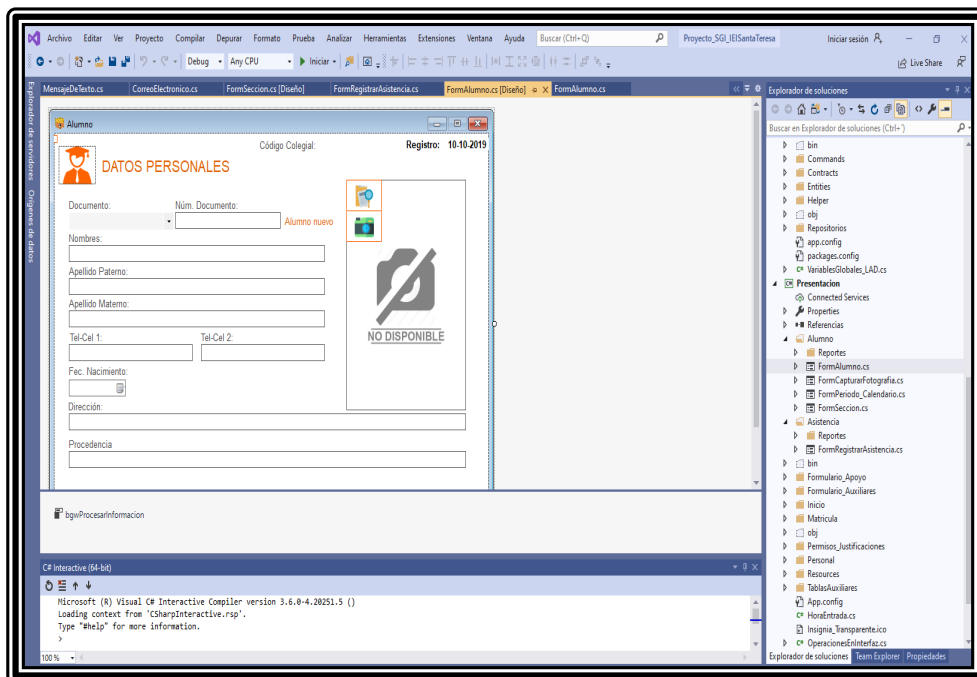 Archivo Editar Ver Proyecto Compilar Depurar Formato Prueba Analizar Herramientas Extensiones Ventana Ayuda Buscar (Ctrl+Q) Proyecto_SGI_IEISantaTeresa Iniciar sesión
Debug Any CPU Iniciar Live Share
MensajeDeTexto.cs CorreoElectronico.cs FormSeccion.cs [Diseño] FormRegistrarAsistencia.cs FormAlumno.cs [Diseño] FormAlumno.cs
Explorador de servidores Orígenes de datos
Alumno
Código Colegial: Registro: 10-10-2019
DATOS PERSONALES
Documento: Núm. Documento:
Alumno nuevo
Nombres:
Apellido Paterno:
Apellido Materno:
Tel-Cel 1: Tel-Cel 2:
NO DISPONIBLE
Fec. Nacimiento:
Dirección:
Procedencia
bgwProcesarInformacion
C# Interactive (64-bit)
Microsoft (R) Visual C# Interactive Compiler version 3.6.0-4.20251.5 ()
Loading context from 'CSharpInteractive.rsp'.
Type "#help" for more information.
>
100 %
Explorador de soluciones
Buscar en Explorador de soluciones (Ctrl+')
bin
Commands
Contracts
Entities
Helper
obj
Repositorios
app.config
packages.config
C# VariablesGlobales_LAD.cs
C# Presentacion
Connected Services
Properties
Referencias
Alumno
Reportes
FormAlumno.cs
FormCapturarFotografia.cs
FormPeriodo_Calendario.cs
FormSeccion.cs
Asistencia
Reportes
FormRegistrarAsistencia.cs
bin
Formulario_Apoyo
Formulario_Auxiliares
Inicio
Matricula
obj
Permisos_Justificaciones
Personal
Resources
TablasAuxiliares
App.config
C# HoraEntrada.cs
Insignia_Transparente.ico
C# OperacionesEnInterfaz.cs
Explorador de soluciones Team Explorer Propiedades